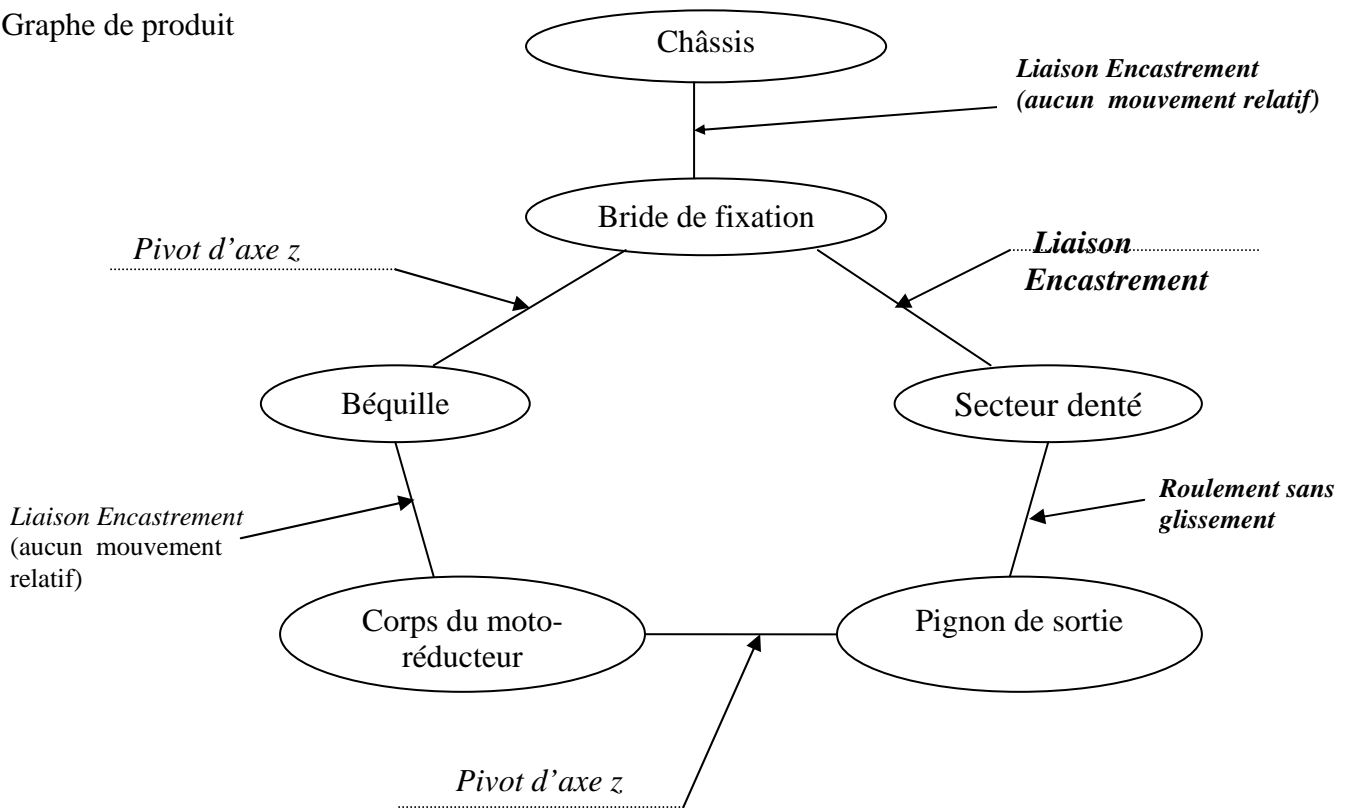 Graphe de produit
Châssis
Liaison Encastrement
(aucun mouvement relatif)
Bride de fixation
Pivot d’axe z
Liaison
Encastrement
Béquille
Secteur denté
Liaison Encastrement
(aucun mouvement
relatif)
Roulement sans
glissement
Corps du moto-
réducteur
Pignon de sortie
Pivot d’axe z